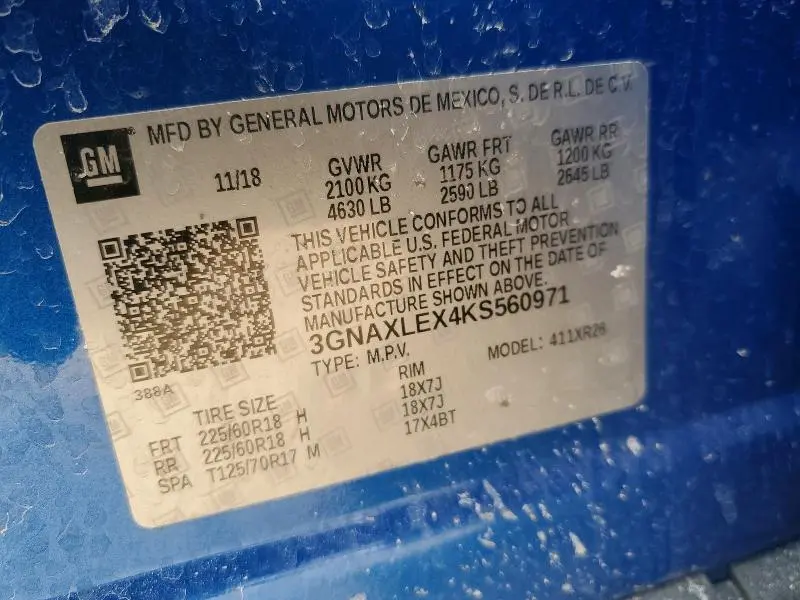 MFD BY GENERAL MOTORS DE MEXICO, S. DE R.L. DE C.V.
GM
11/18
GVWR
2100 KG
4630 LB
GAWR FRT
1175 KG
2590 LB
GAWR RR
1200 KG
2645 LB
THIS VEHICLE CONFORMS TO ALL
APPLICABLE U.S. FEDERAL MOTOR
VEHICLE SAFETY AND THEFT PREVENTION
STANDARDS IN EFFECT ON THE DATE OF
MANUFACTURE SHOWN ABOVE.
3GNAXLEX4KS560971
TYPE: M.P.V. MODEL: 411XR26
388A
TIRE SIZE RIM
FRT 225/60R18 H 18X7J
RR 225/60R18 H 18X7J
SPA T125/70R17 M 17X4BT